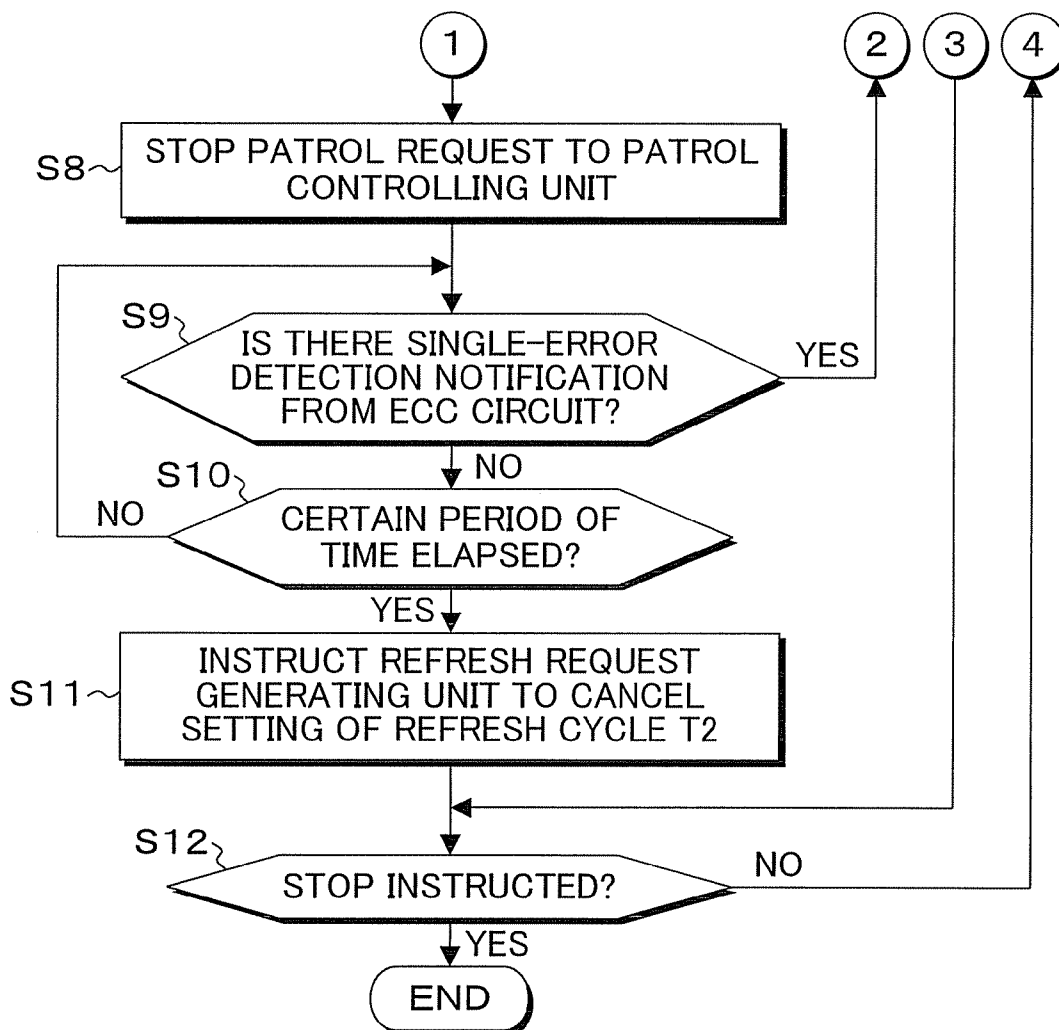 1
2
3
4
S8
STOP PATROL REQUEST TO PATROL
CONTROLLING UNIT
S9
IS THERE SINGLE-ERROR
DETECTION NOTIFICATION
FROM ECC CIRCUIT?
YES
NO
S10
NO
CERTAIN PERIOD OF
TIME ELAPSED?
YES
S11
INSTRUCT REFRESH REQUEST
GENERATING UNIT TO CANCEL
SETTING OF REFRESH CYCLE T2
S12
STOP INSTRUCTED?
NO
YES
END